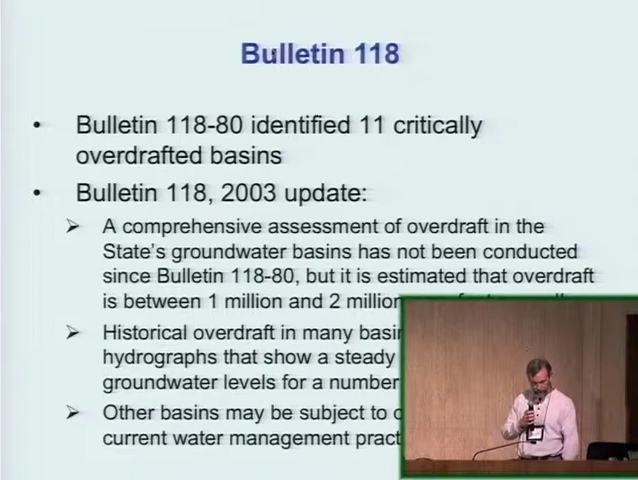 Bulletin 118
• Bulletin 118-80 identified 11 critically
overdrafted basins
• Bulletin 118, 2003 update:
➢ A comprehensive assessment of overdraft in the
State's groundwater basins has not been conducted
since Bulletin 118-80, but it is estimated that overdraft
is between 1 million and 2 million
➢ Historical overdraft in many
hydrographs that show a steady
groundwater levels for a number
➢ Other basins may be subject to
current water management